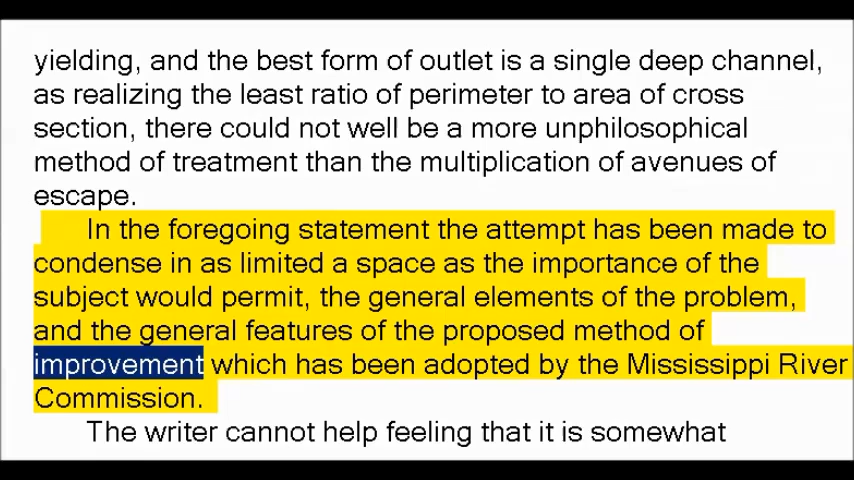 yielding, and the best form of outlet is a single deep channel,
as realizing the least ratio of perimeter to area of cross
section, there could not well be a more unphilosophical
method of treatment than the multiplication of avenues of
escape.
In the foregoing statement the attempt has been made to
condense in as limited a space as the importance of the
subject would permit, the general elements of the problem,
and the general features of the proposed method of
improvement which has been adopted by the Mississippi River
Commission.
The writer cannot help feeling that it is somewhat